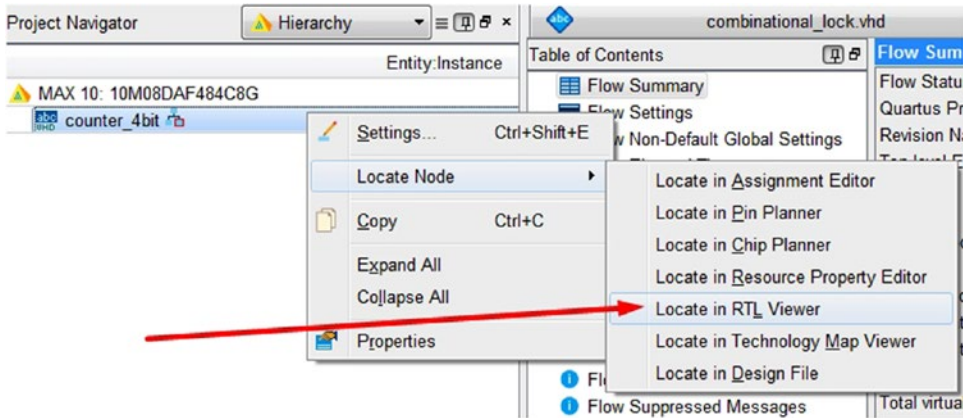 Project Navigator
Hierarchy
Entity:Instance
MAX 10: 10M08DAF484C8G
abc
VHD
counter_4bit
Settings... Ctrl+Shift+E
Locate Node
Copy Ctrl+C
Expand All
Collapse All
Properties
Locate in Assignment Editor
Locate in Pin Planner
Locate in Chip Planner
Locate in Resource Property Editor
Locate in RTL Viewer
Locate in Technology Map Viewer
Locate in Design File
abc
combinational_lock.vhd
Table of Contents
Flow Summary
Flow Settings
Non-Default Global Settings
Flow Suppressed Messages
Flow Sum
Flow Statu
Quartus Pr
Revision Na
Total virtua